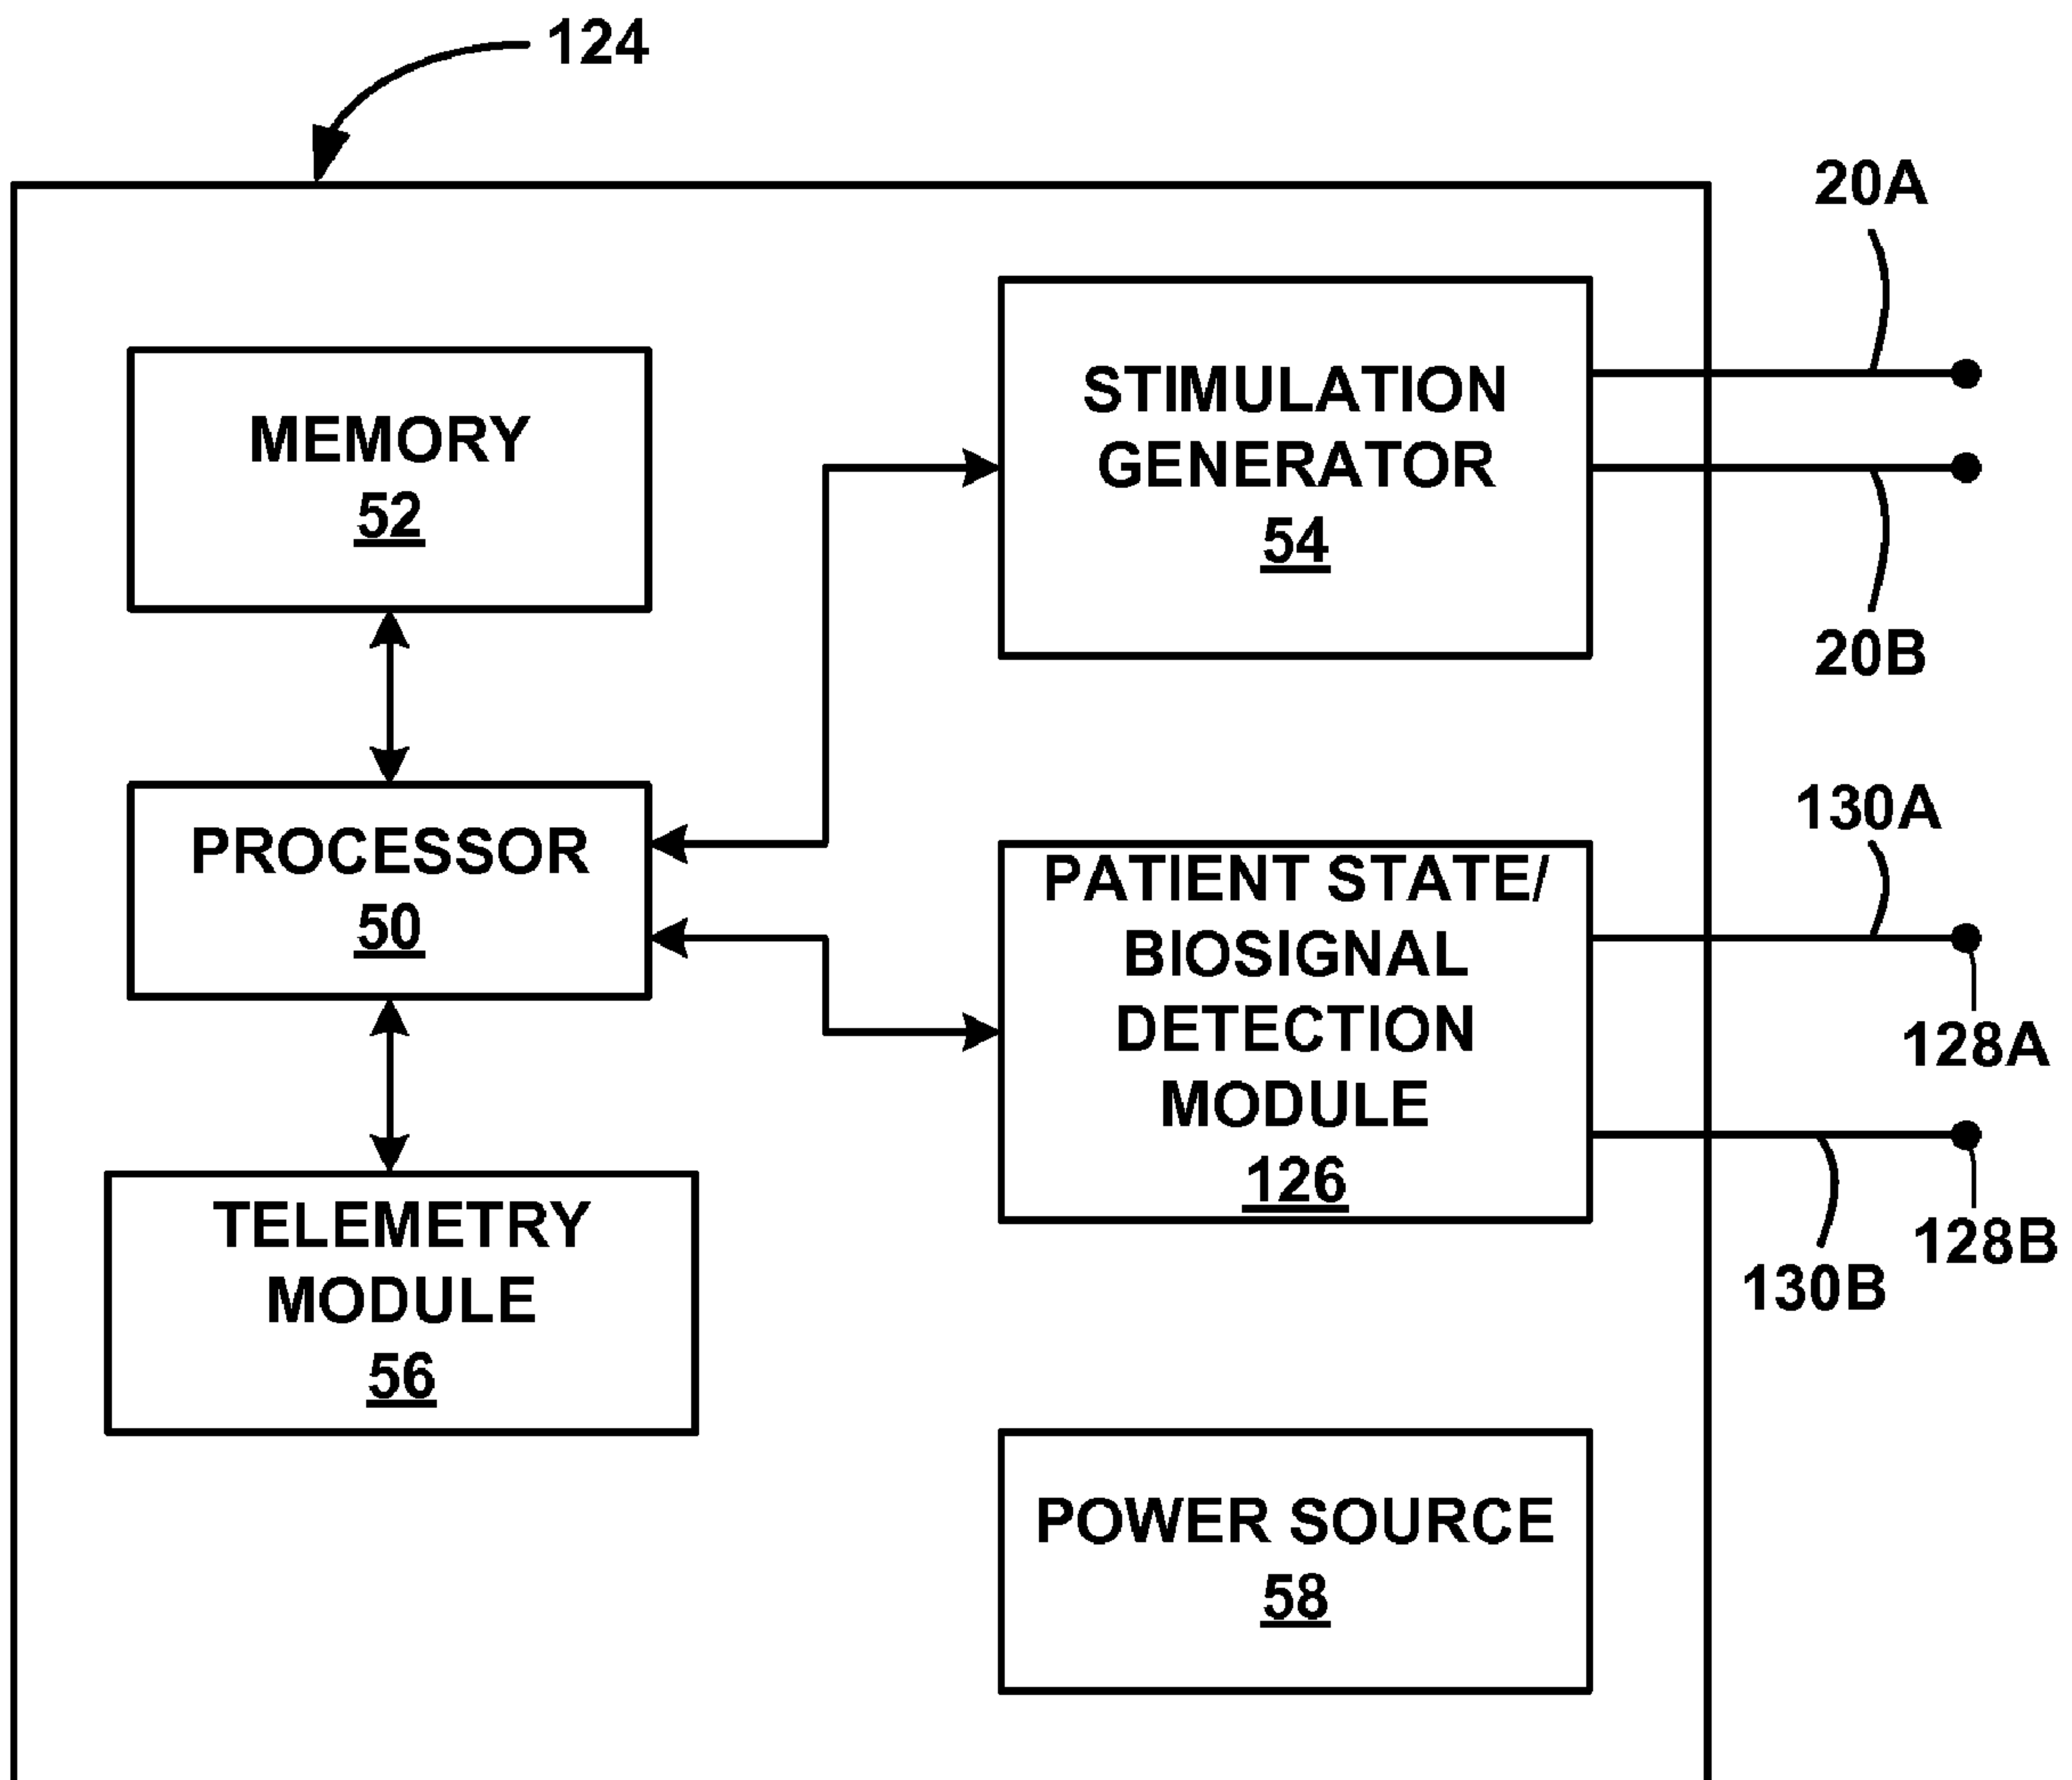 124
20A
STIMULATION
GENERATOR
54
20B
MEMORY
52
PROCESSOR
50
130A
PATIENT STATE/
BIOSIGNAL
DETECTION
MODULE
126
128A
128B
130B
TELEMETRY
MODULE
56
POWER SOURCE
58